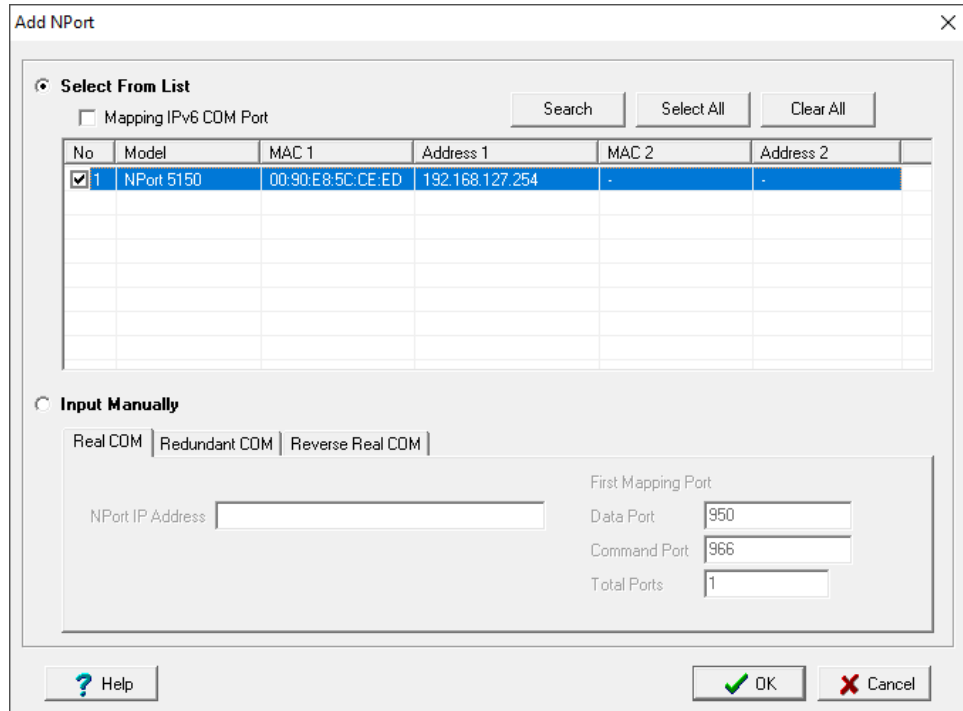 Add NPort
Select From List
Mapping IPv6 COM Port
Search Select All Clear All
No Model MAC 1 Address 1 MAC 2 Address 2
1 NPort 5150 00:90:E8:5C:CE:ED 192.168.127.254 - -
Input Manually
Real COM Redundant COM Reverse Real COM
First Mapping Port
NPort IP Address Data Port 950
Command Port 966
Total Ports 1
? Help OK Cancel